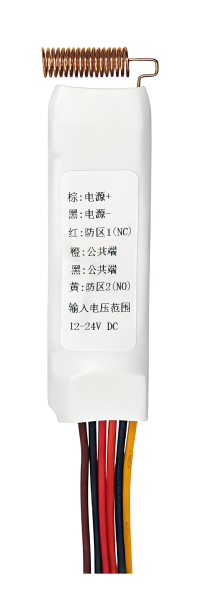 棕:电源+
黑:电源-
红:防区1(NC)
橙:公共端
黑:公共端
黄:防区2(NO)
输入电压范围
12-24V DC